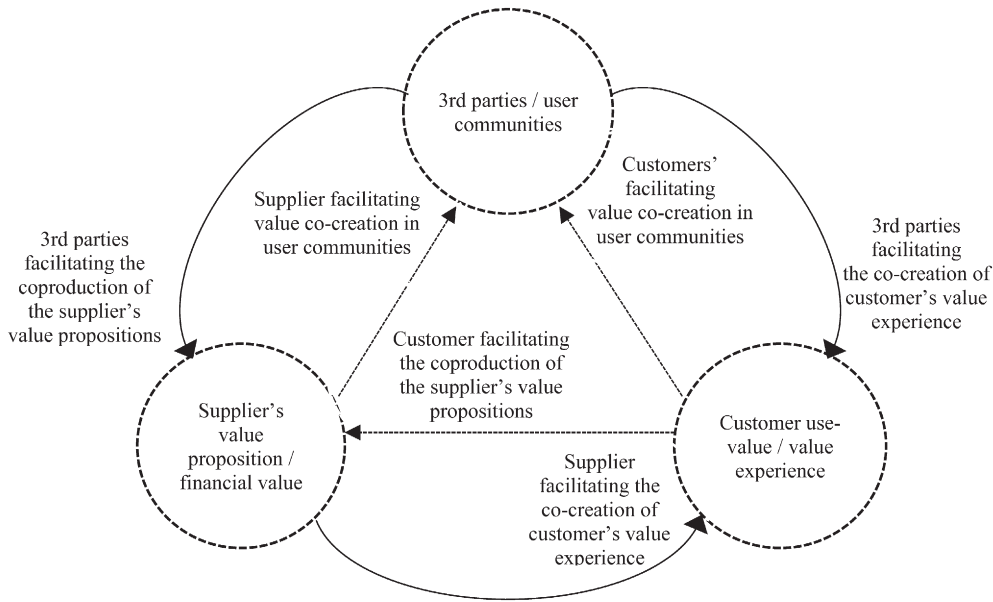 3rd parties / user
communities
Supplier facilitating
value co-creation in
user communities
Customers’
facilitating
value co-creation in
user communities
3rd parties
facilitating the
coproduction of
the supplier’s
value propositions
3rd parties
facilitating
the co-creation of
customer’s value
experience
Customer facilitating
the coproduction of
the supplier’s value
propositions
Supplier’s
value
proposition /
financial value
Customer use-
value / value
experience
Supplier
facilitating the
co-creation of
customer’s value
experience